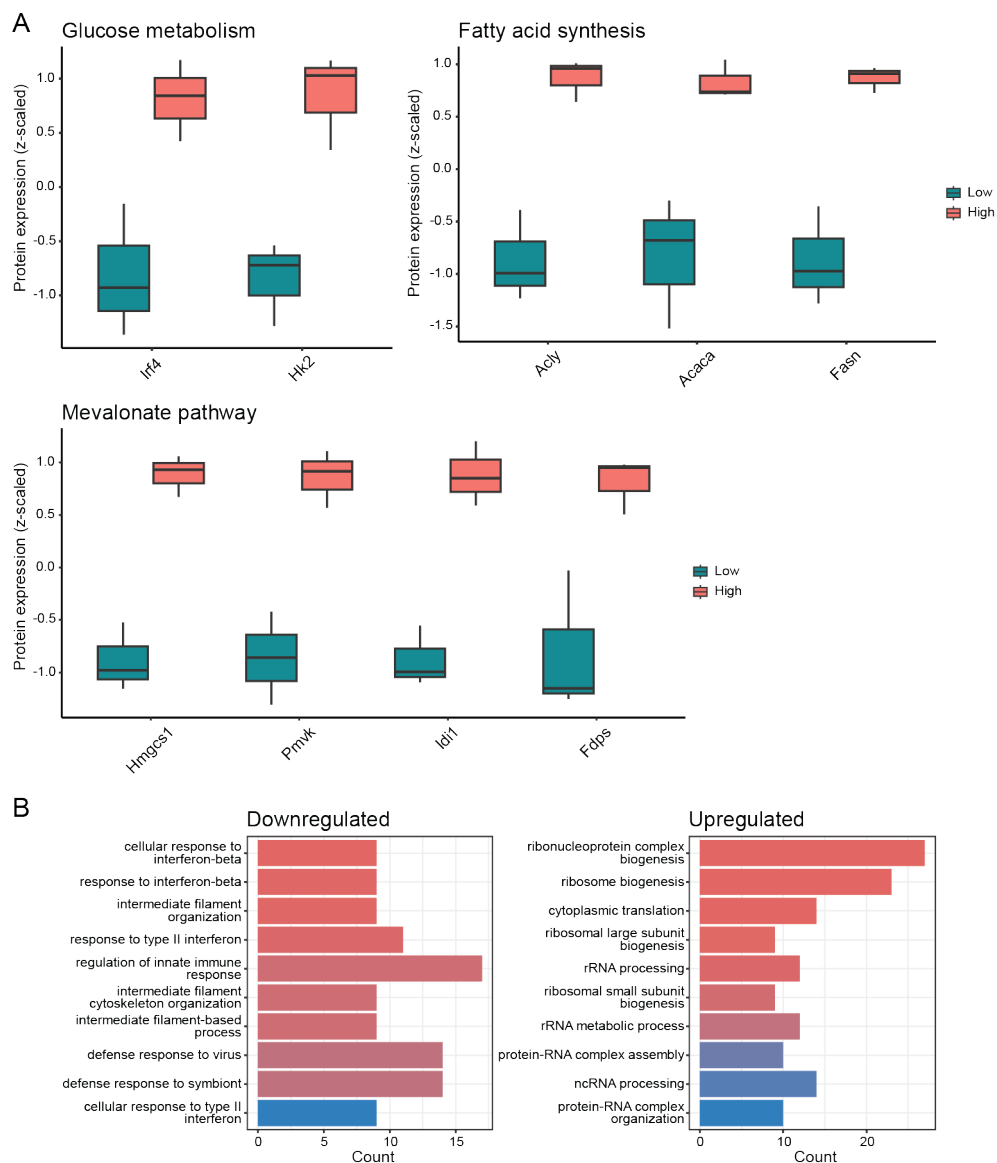 A
Glucose metabolism
Protein expression (z-scaled)
1.0
0.5
0.0
-0.5
-1.0
Irf4
Hk2
Fatty acid synthesis
Protein expression (z-scaled)
1.0
0.5
0.0
-0.5
-1.0
-1.5
Acly
Acaca
Fasn
Low
High
Mevalonate pathway
Protein expression (z-scaled)
1.0
0.5
0.0
-0.5
-1.0
Hmgcs1
Pmvk
Idi1
Fdps
Low
High
B
Downregulated
cellular response to
interferon-beta
response to interferon-beta
intermediate filament
organization
response to type II interferon
regulation of innate immune
response
intermediate filament
cytoskeleton organization
intermediate filament-based
process
defense response to virus
defense response to symbiont
cellular response to type II
interferon
0
5
10
15
Count
Upregulated
ribonucleoprotein complex
biogenesis
ribosome biogenesis
cytoplasmic translation
ribosomal large subunit
biogenesis
rRNA processing
ribosomal small subunit
biogenesis
rRNA metabolic process
protein-RNA complex assembly
ncRNA processing
protein-RNA complex
organization
0
10
20
Count